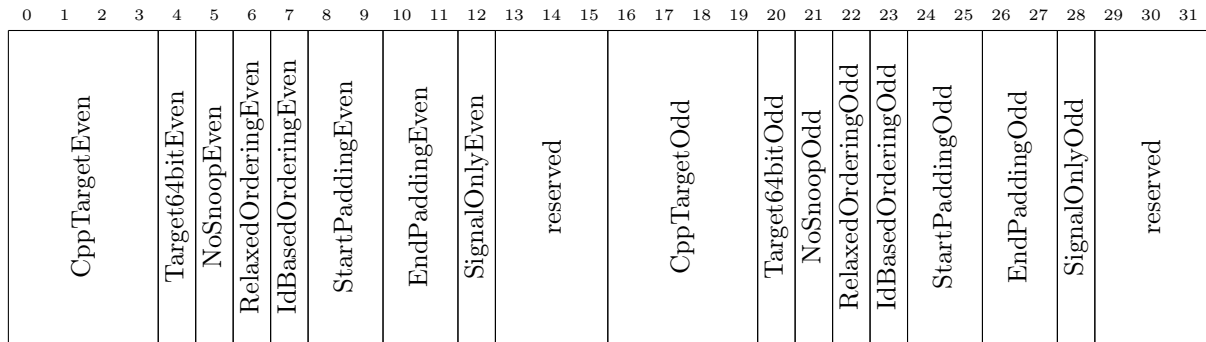 0 1 2 3 4 5 6 7 8 9 10 11 12 13 14 15 16 17 18 19 20 21 22 23 24 25 26 27 28 29 30 31
CppTargetEven
Target64bitEven
NoSnoopEven
RelaxedOrderingEven
IdBasedOrderingEven
StartPaddingEven
EndPaddingEven
SignalOnlyEven
reserved
CppTargetOdd
Target64bitOdd
NoSnoopOdd
RelaxedOrderingOdd
IdBasedOrderingOdd
StartPaddingOdd
EndPaddingOdd
SignalOnlyOdd
reserved